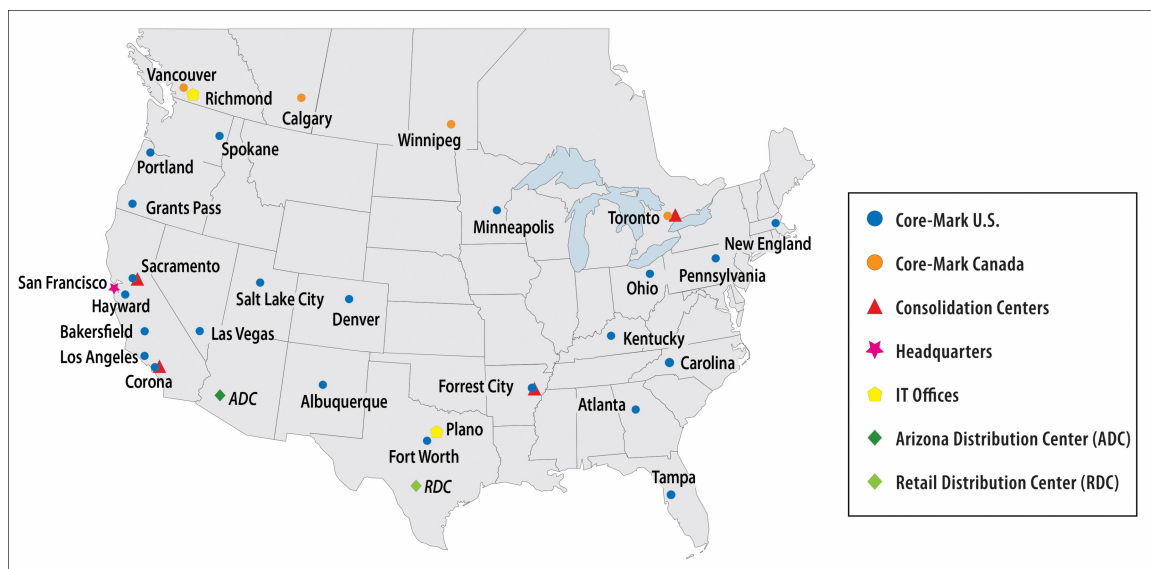 Vancouver
Richmond
Calgary
Winnipeg
Spokane
Portland
Grants Pass
Minneapolis
Toronto
New England
Sacramento
San Francisco
Hayward
Salt Lake City
Denver
Ohio
Pennsylvania
Bakersfield
Las Vegas
Kentucky
Los Angeles
Corona
Carolina
ADC
Albuquerque
Forrest City
Atlanta
Plano
Fort Worth
RDC
Tampa
Core-Mark U.S.
Core-Mark Canada
Consolidation Centers
Headquarters
IT Offices
Arizona Distribution Center (ADC)
Retail Distribution Center (RDC)